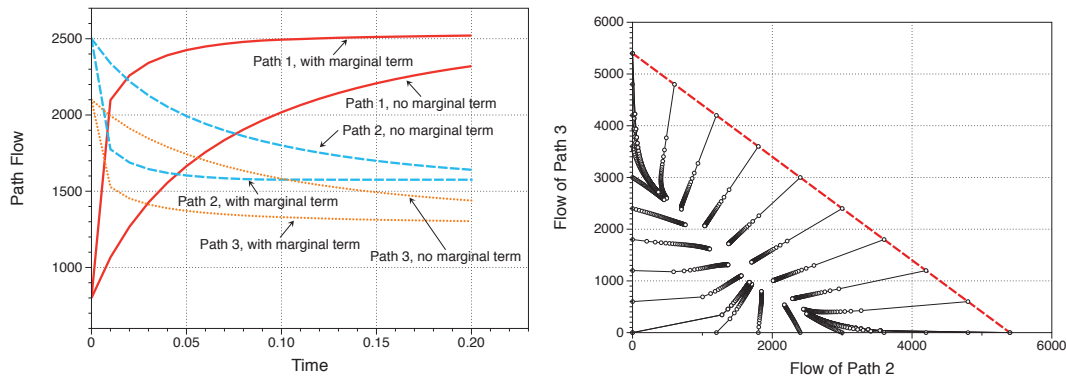 2500
2000
1500
1000
Path Flow
Path 1, with marginal term
Path 1, no marginal term
Path 2, no marginal term
Path 2, with marginal term
Path 3, with marginal term
Path 3, no marginal term
0
0.05
0.10
0.15
0.20
Time
6000
5000
4000
3000
2000
1000
0
Flow of Path 3
0
2000
4000
6000
Flow of Path 2